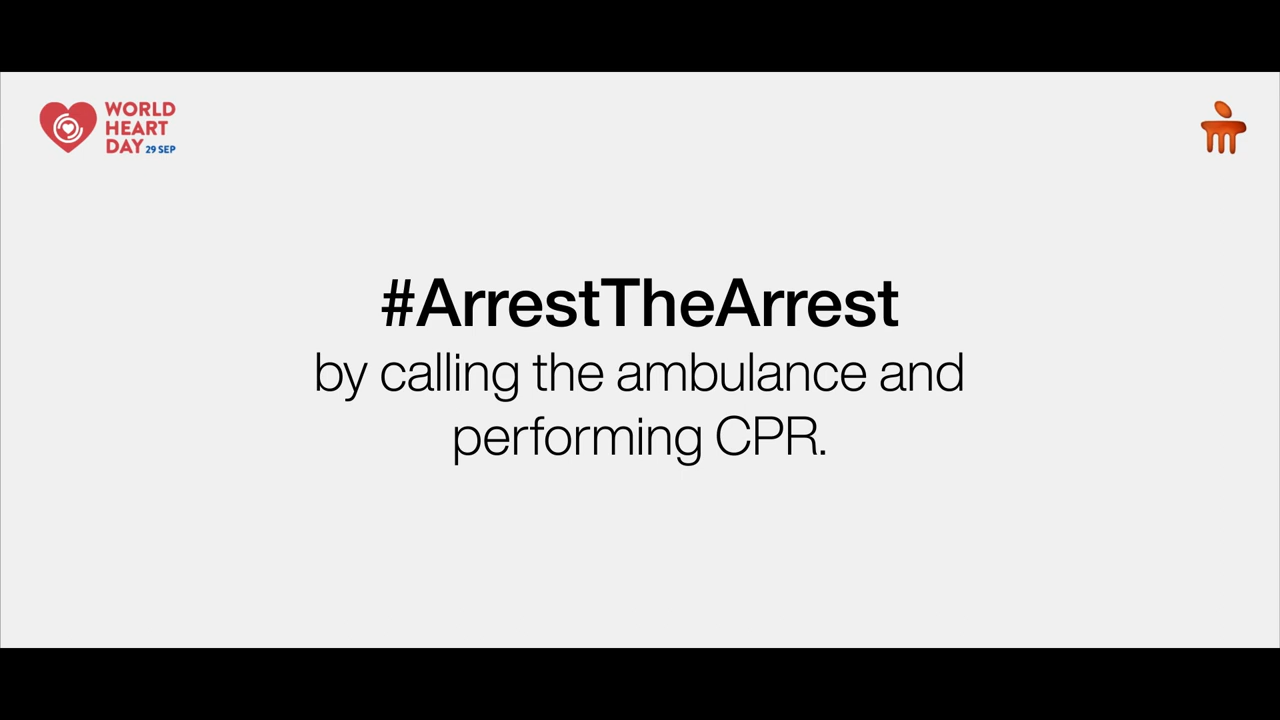 WORLD
HEART
DAY 29 SEP
#ArrestTheArrest
by calling the ambulance and
performing CPR.